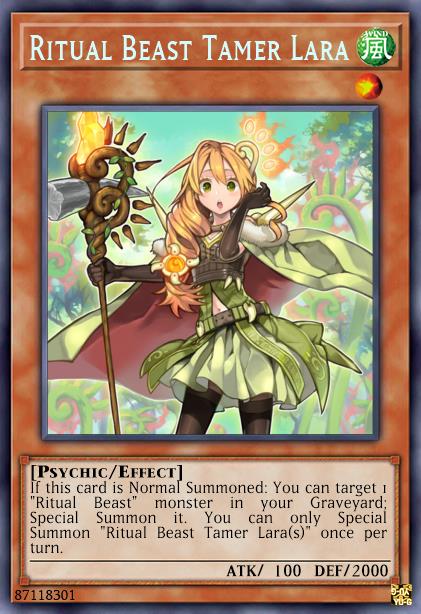 RITUAL BEAST TAMER LARA
WIND
風
[PSYCHIC/EFFECT]
If this card is Normal Summoned: You can target 1
"Ritual Beast" monster in your Graveyard;
Special Summon it. You can only Special
Summon "Ritual Beast Tamer Lara(s)" once per
turn.
ATK/ 100 DEF/2000
87118301